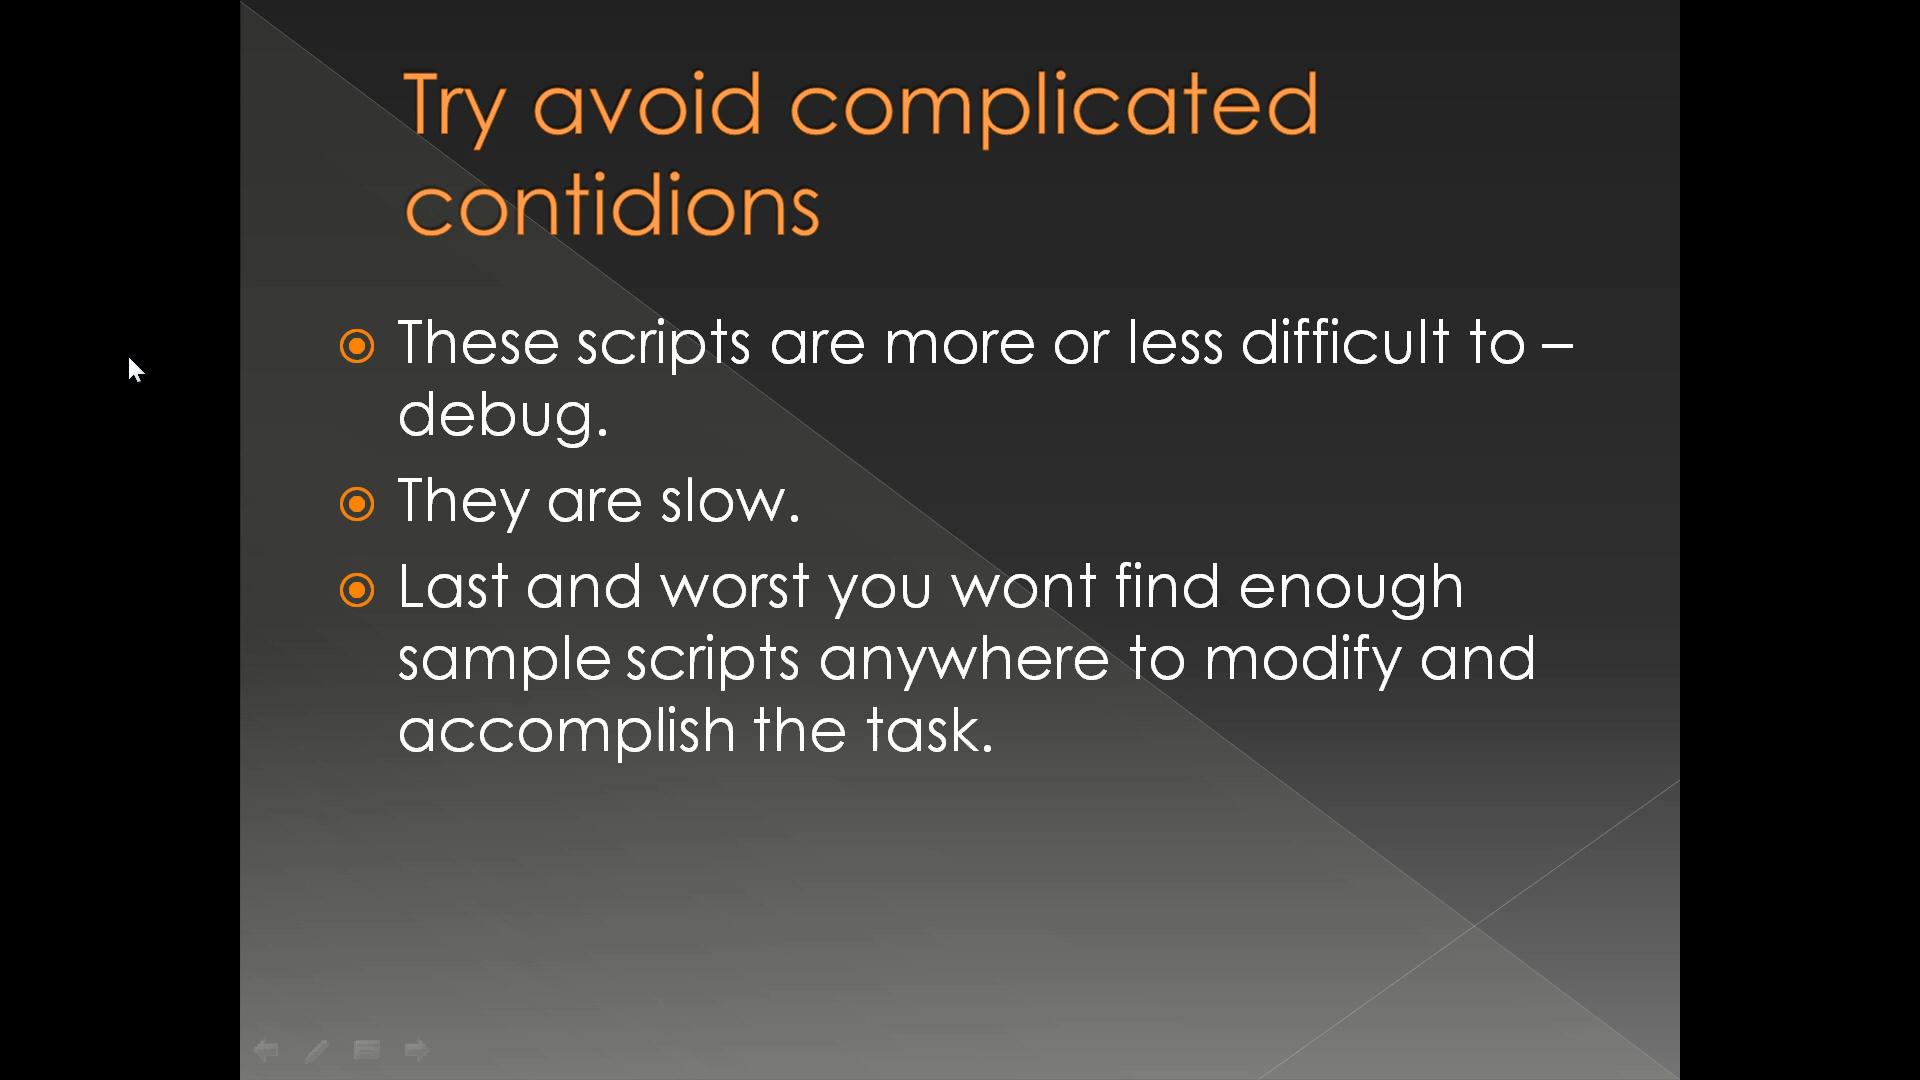 Try avoid complicated
contidions
These scripts are more or less difficult to –
debug.
They are slow.
Last and worst you wont find enough
sample scripts anywhere to modify and
accomplish the task.